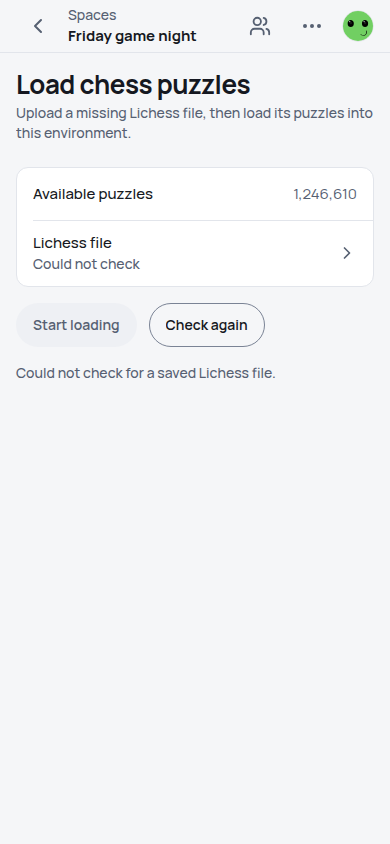 Spaces
Friday game night
Load chess puzzles
Upload a missing Lichess file, then load its puzzles into
this environment.
Available puzzles 1,246,610
Lichess file
Could not check
Start loading Check again
Could not check for a saved Lichess file.